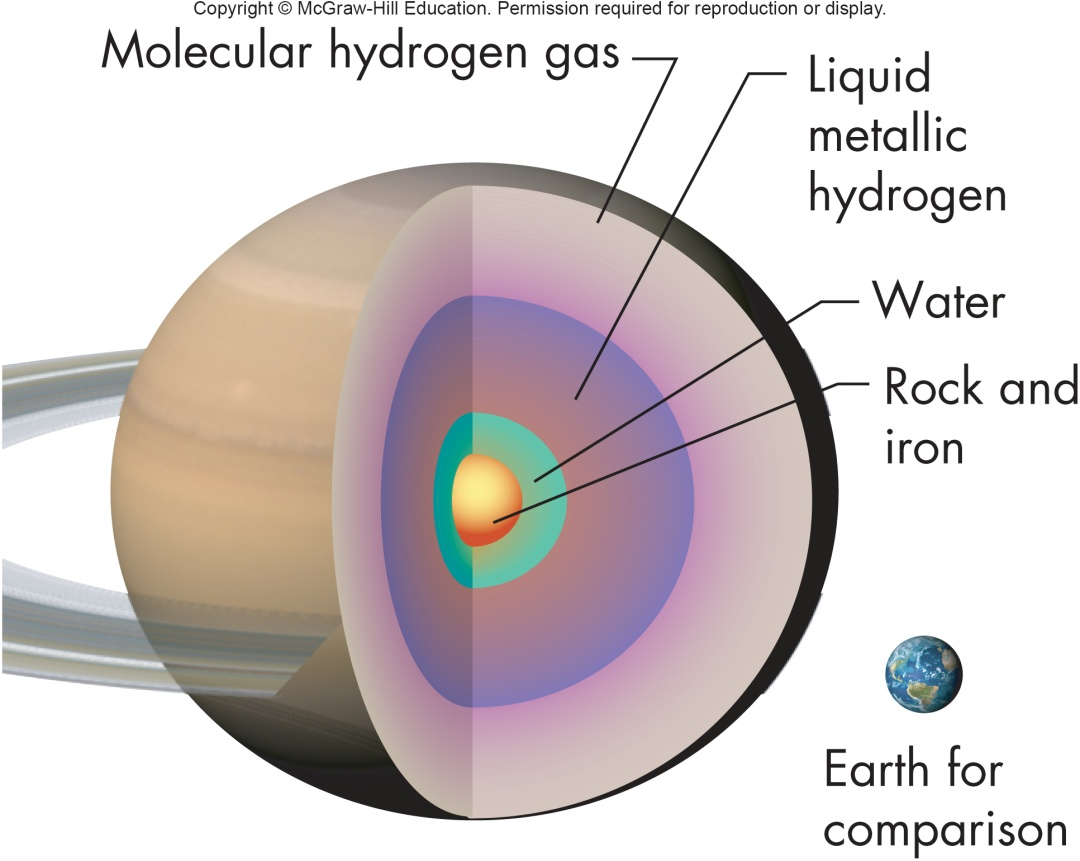 Copyright © McGraw-Hill Education. Permission required for reproduction or display.
Molecular hydrogen gas
Liquid
metallic
hydrogen
Water
Rock and
iron
Earth for
comparison